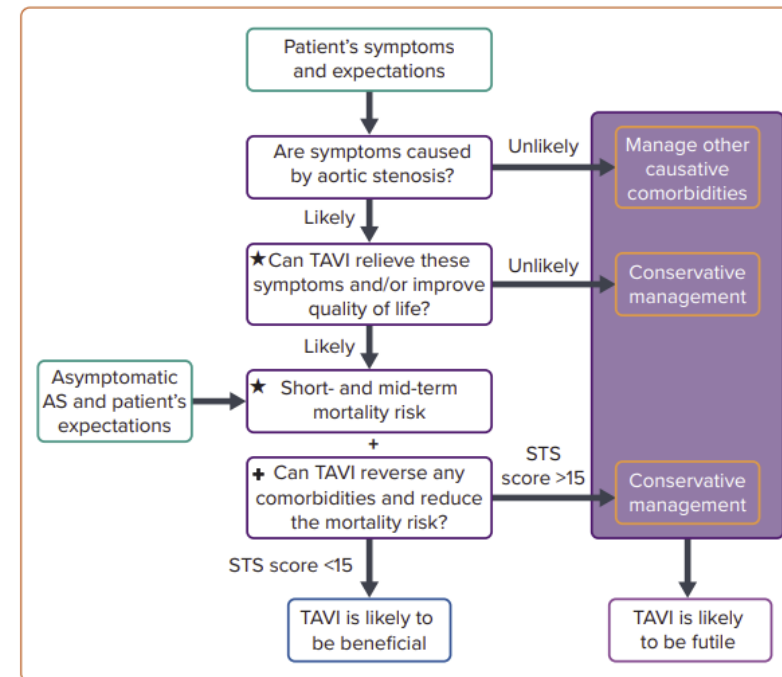 Patient's symptoms
and expectations
Are symptoms caused
by aortic stenosis?
Unlikely
Manage other
causative
comorbidities
Likely
★Can TAVI relieve these
symptoms and/or improve
quality of life?
Unlikely
Conservative
management
Likely
Asymptomatic
AS and patient's
expectations
★ Short- and mid-term
mortality risk
+
+ Can TAVI reverse any
comorbidities and reduce
the mortality risk?
STS
score >15
Conservative
management
STS score <15
TAVI is likely to
be beneficial
TAVI is likely
to be futile